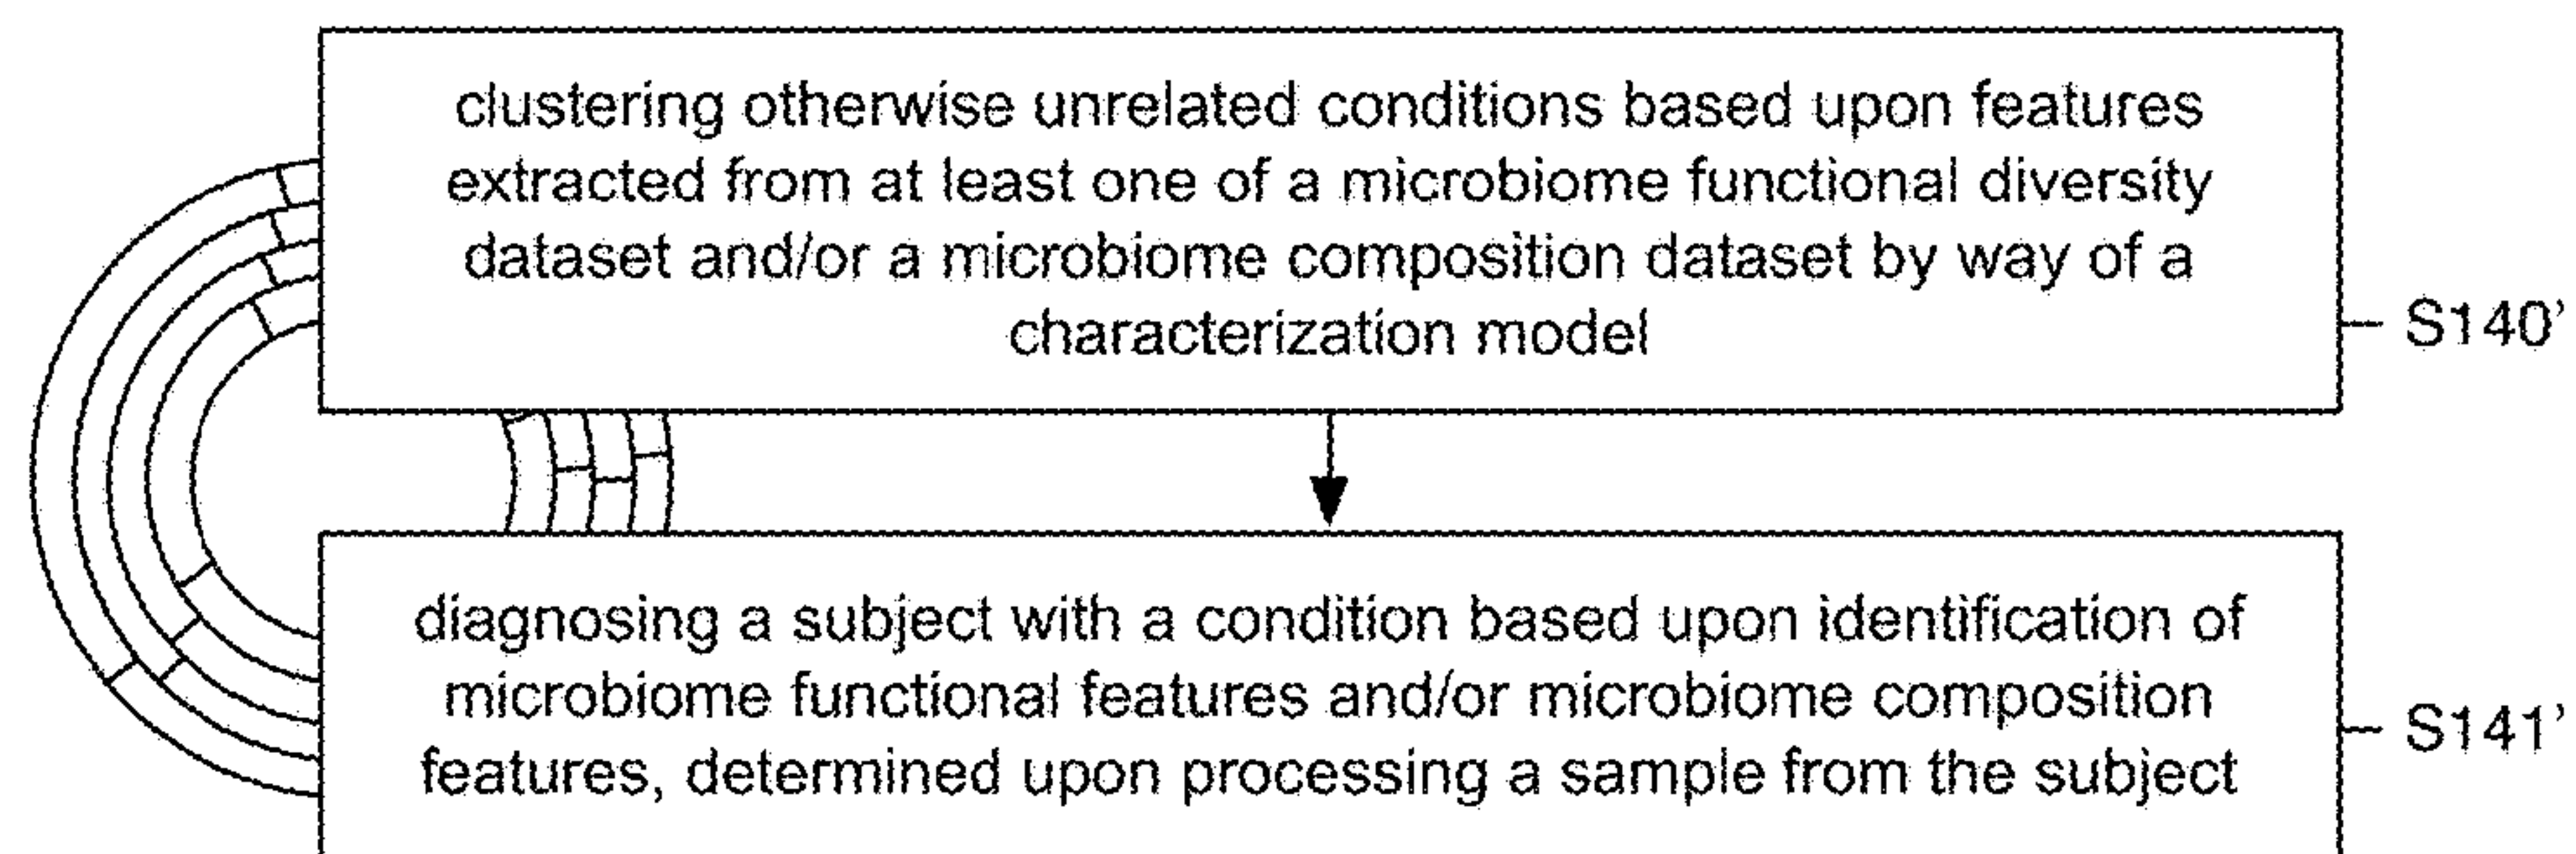 clustering otherwise unrelated conditions based upon features
extracted from at least one of a microbiome functional diversity
dataset and/or a microbiome composition dataset by way of a
characterization model
S140’
diagnosing a subject with a condition based upon identification of
microbiome functional features and/or microbiome composition
features, determined upon processing a sample from the subject
S141’